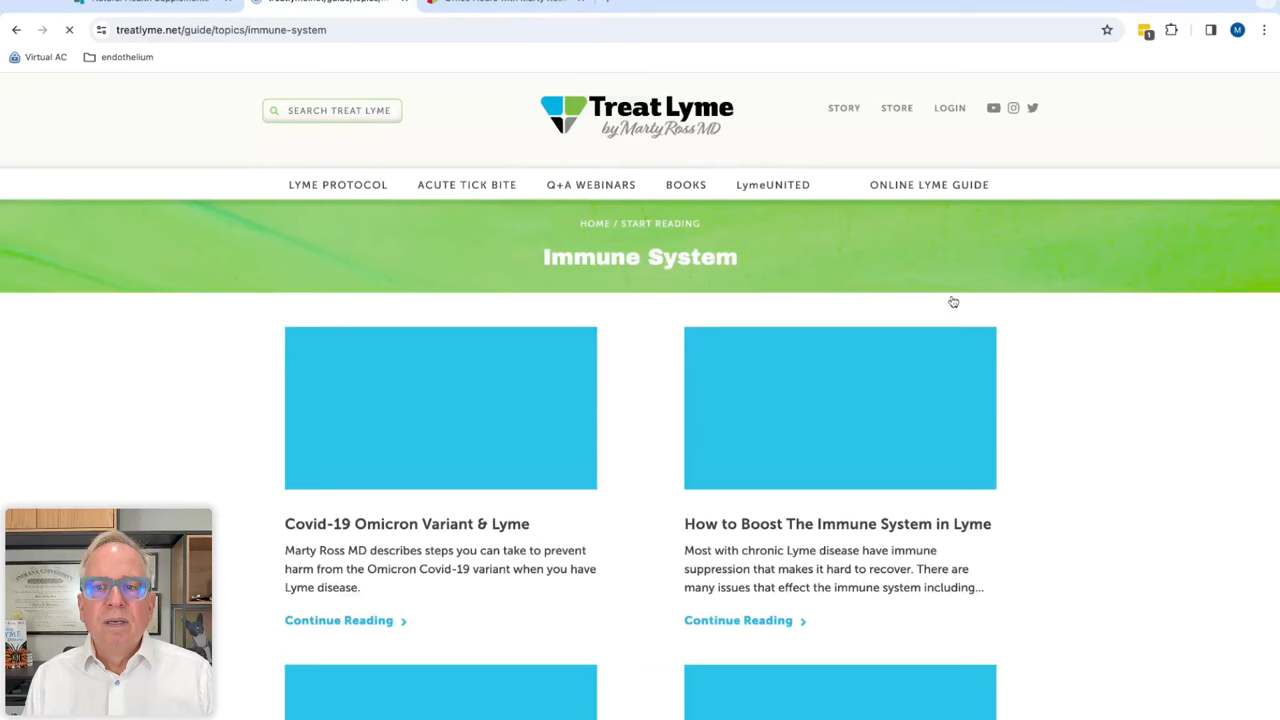 treatlyme.net/guide/topics/immune-system
1
M
Virtual AC
endothelium
SEARCH TREAT LYME
Treat Lyme
by Marty Ross MD
STORY
STORE
LOGIN
LYME PROTOCOL
ACUTE TICK BITE
Q+A WEBINARS
BOOKS
LymeUNITED
ONLINE LYME GUIDE
HOME / START READING
Immune System
Covid-19 Omicron Variant & Lyme
Marty Ross MD describes steps you can take to prevent
harm from the Omicron Covid-19 variant when you have
Lyme disease.
Continue Reading
How to Boost The Immune System in Lyme
Most with chronic Lyme disease have immune
suppression that makes it hard to recover. There are
many issues that effect the immune system including...
Continue Reading
INDIANA UNIVERSITY
LYME